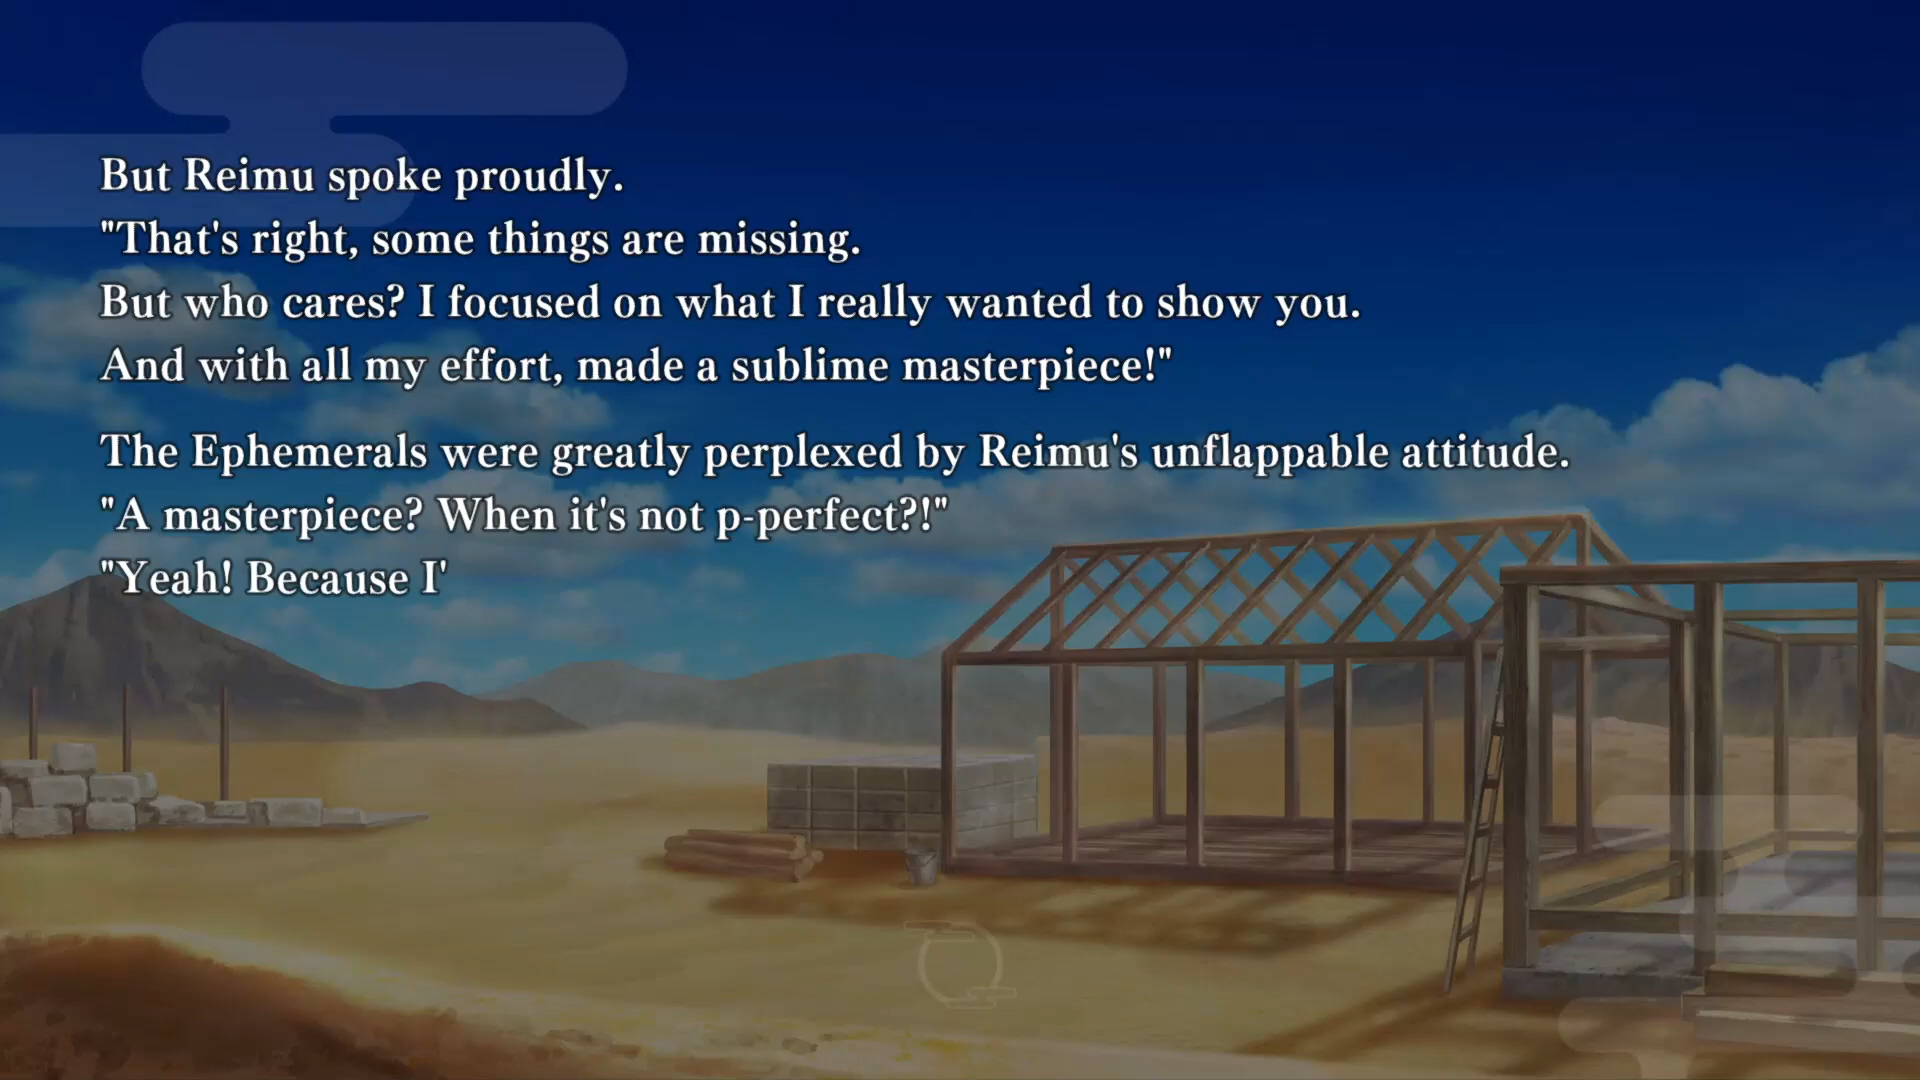 But Reimu spoke proudly.
"That's right, some things are missing.
But who cares? I focused on what I really wanted to show you.
And with all my effort, made a sublime masterpiece!"
The Ephemerals were greatly perplexed by Reimu's unflappable attitude.
"A masterpiece? When it's not p-perfect?!"
"Yeah! Because I'